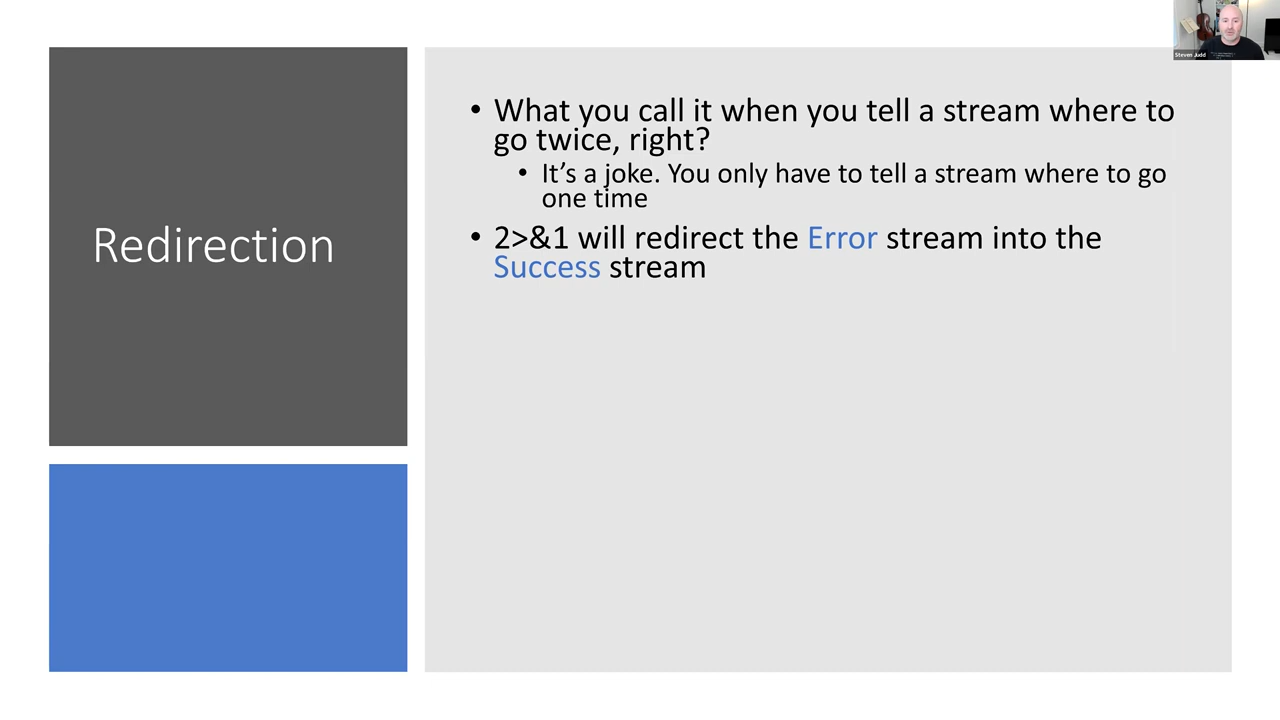 Redirection
• What you call it when you tell a stream where to
go twice, right?
• It’s a joke. You only have to tell a stream where to go
one time
• 2>&1 will redirect the Error stream into the
Success stream
Steven Judd